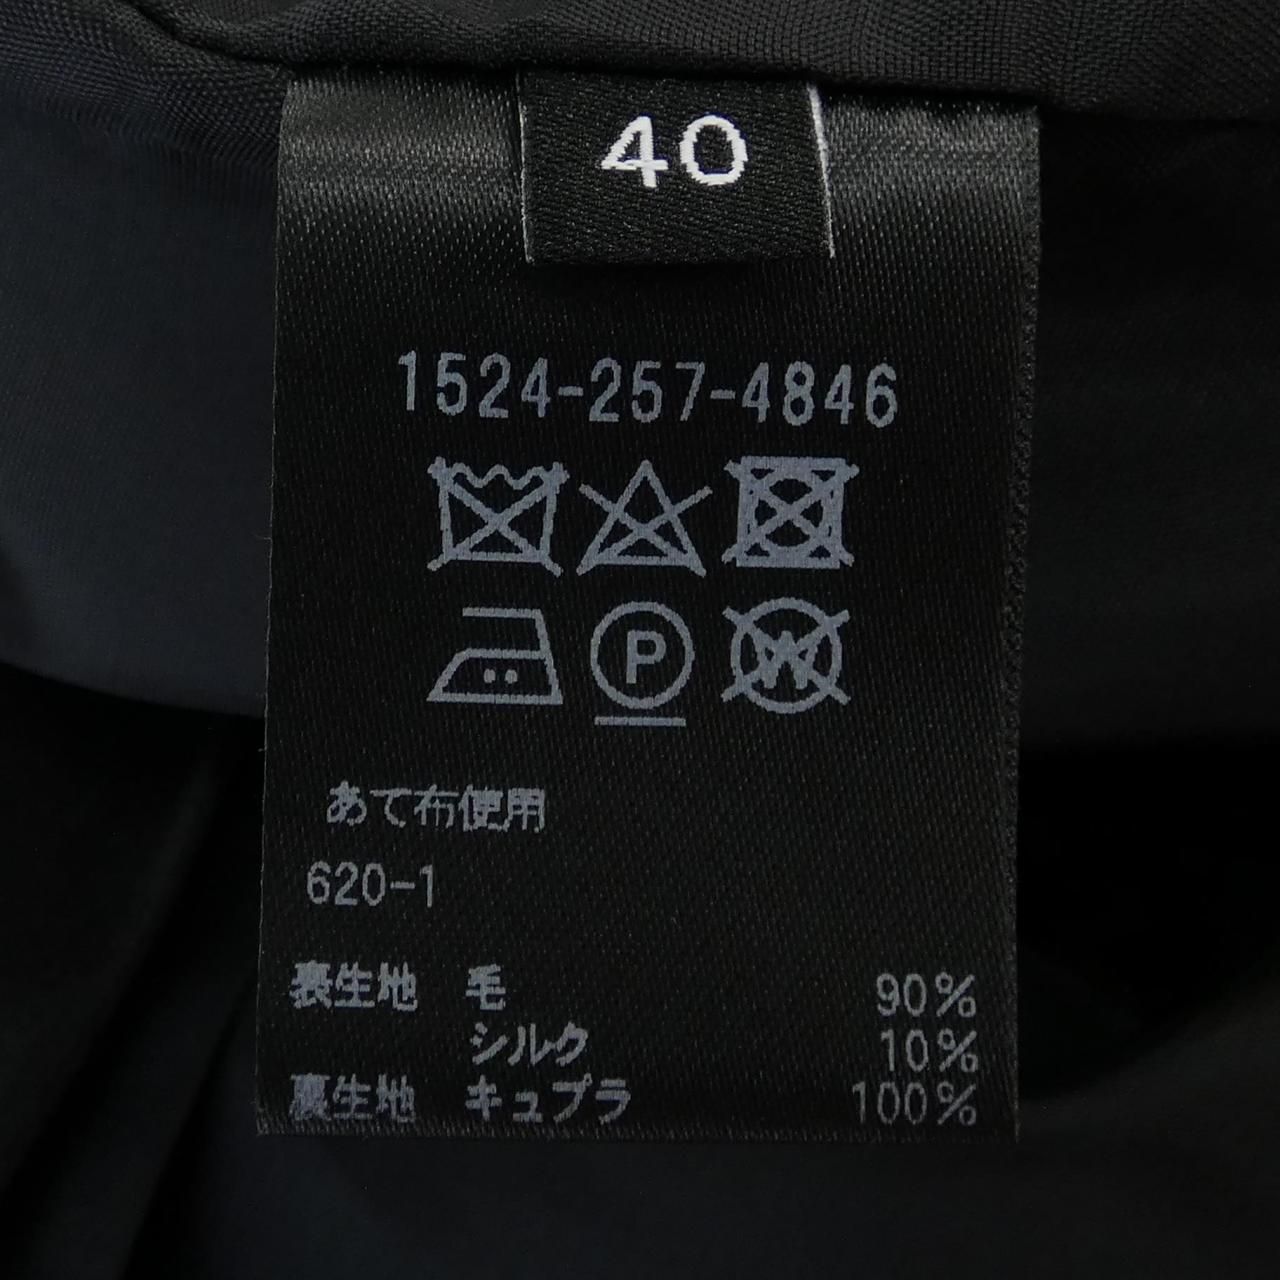 40
1524-257-4846
P
W
あて布使用
620-1
表生地 毛 90%
シルク 10%
裏生地 キュプラ 100%